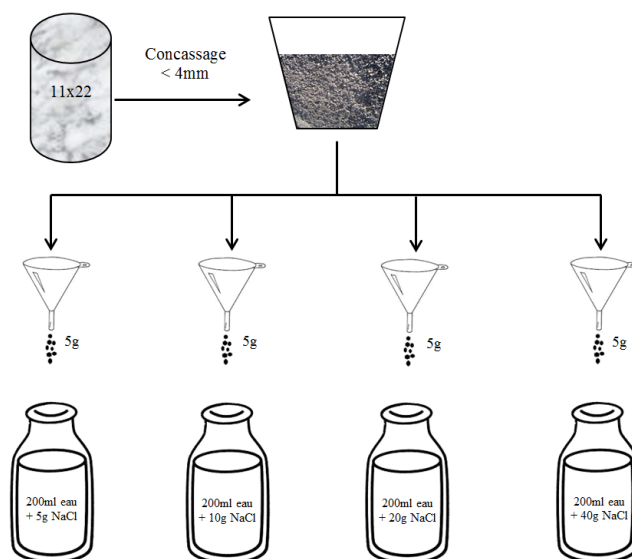 11x22
Concassage
< 4mm
5g
5g
5g
5g
200ml eau
+ 5g NaCl
200ml eau
+ 10g NaCl
200ml eau
+ 20g NaCl
200ml eau
+ 40g NaCl